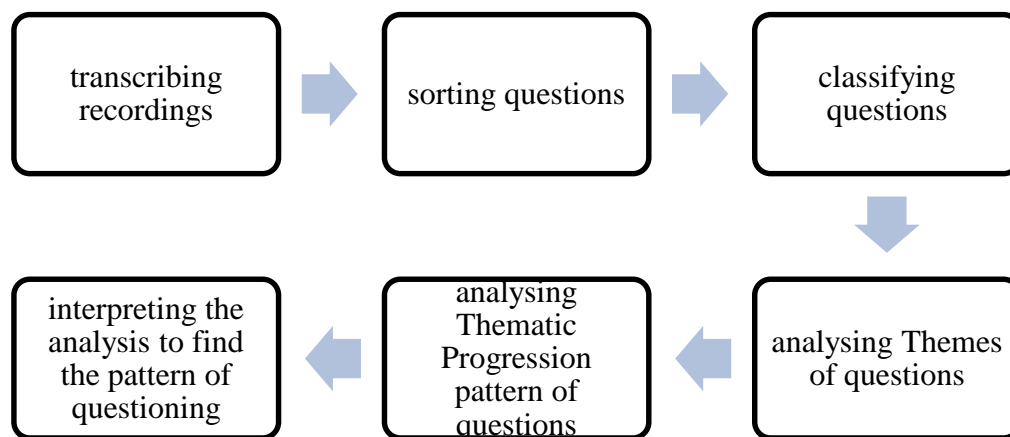 transcribing
recordings
sorting questions
classifying
questions
analysing Themes
of questions
analysing
Thematic
Progression
pattern of
questions
interpreting the
analysis to find
the pattern of
questioning